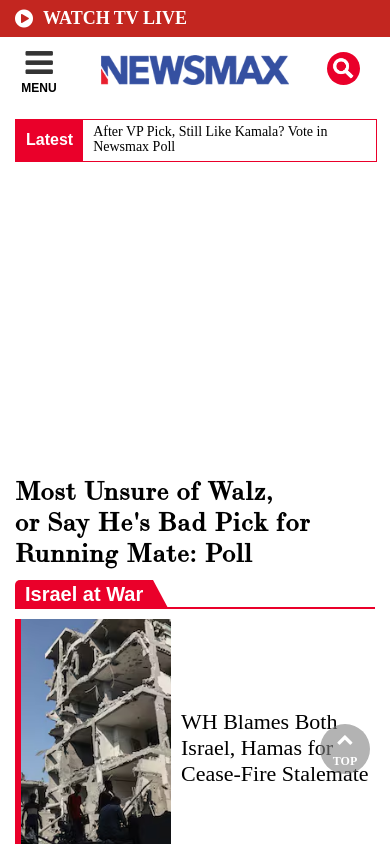 WATCH TV LIVE
MENU
NEWSMAX
Latest
After VP Pick, Still Like Kamala? Vote in
Newsmax Poll
Most Unsure of Walz,
or Say He's Bad Pick for
Running Mate: Poll
Israel at War
WH Blames Both
Israel, Hamas for
Cease-Fire Stalemate
TOP